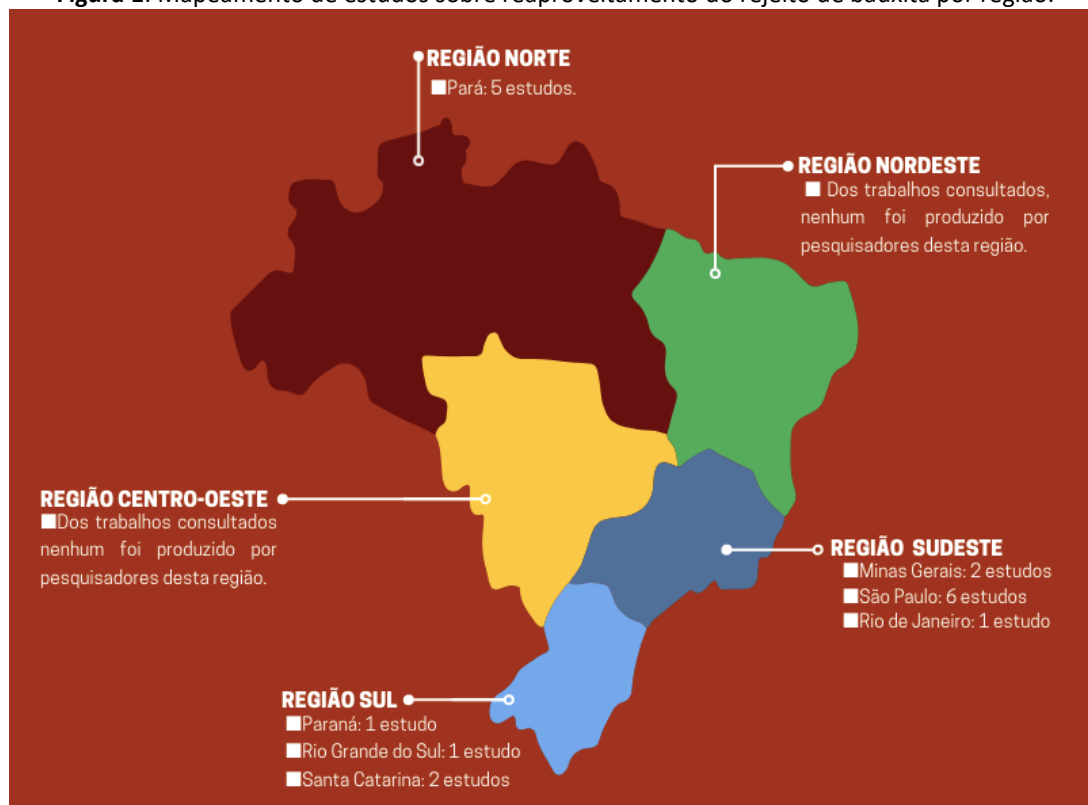 Figura 1. Mapeamento de estudos sobre reaproveitamento do rejeito de bauxita por região.
REGIÃO NORTE
Pará: 5 estudos.
REGIÃO NORDESTE
Dos trabalhos consultados,
nenhum foi produzido por
pesquisadores desta região.
REGIÃO CENTRO-OESTE
Dos trabalhos consultados
nenhum foi produzido por
pesquisadores desta região.
REGIÃO SUDESTE
Minas Gerais: 2 estudos
São Paulo: 6 estudos
Rio de Janeiro: 1 estudo
REGIÃO SUL
Paraná: 1 estudo
Rio Grande do Sul: 1 estudo
Santa Catarina: 2 estudos